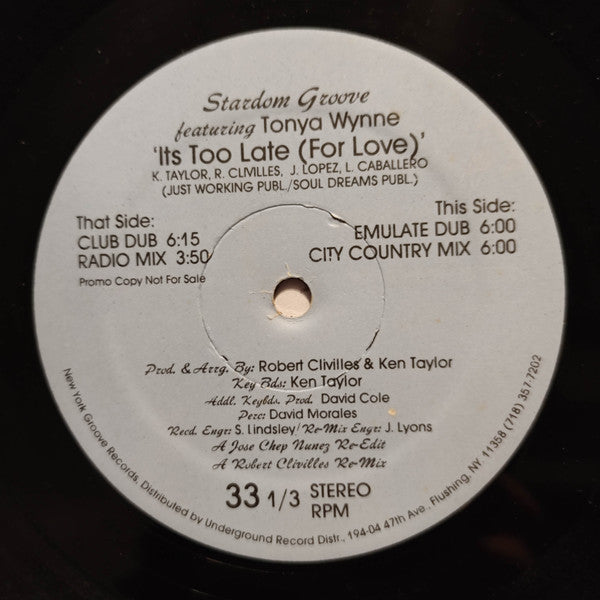 Stardom Groove
featuring Tonya Wynne
'Its Too Late (For Love)'
K. TAYLOR, R. CLIVILLES, J. LOPEZ, L. CABALLERO
(JUST WORKING PUBL./SOUL DREAMS PUBL.)
That Side:
CLUB DUB 6:15
RADIO MIX 3:50
Promo Copy Not For Sale
This Side:
EMULATE DUB 6:00
CITY COUNTRY MIX 6:00
Prod. & Arrg. By: Robert Clivilles & Ken Taylor
Key Bds: Ken Taylor
Addl. Keybds. Prod. David Cole
Perc: David Morales
Recd. Engr: S. Lindsley/Re-Mix Engr: J. Lyons
A Jose Chep Nunez Re-Edit
A Robert Clivilles Re-Mix
33 1/3 STEREO
RPM
New York Groove Records, Distributed by Underground Record Distr., 194-04 47th Ave., Flushing, NY 11358 (718) 357-7202